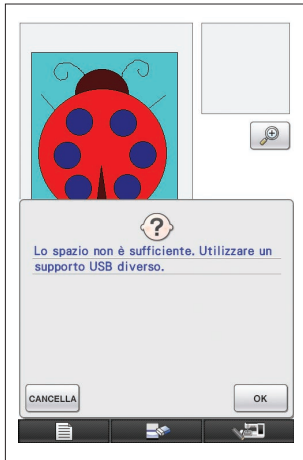 Lo spazio non è sufficiente. Utilizzare un
supporto USB diverso.
CANCELLA
OK